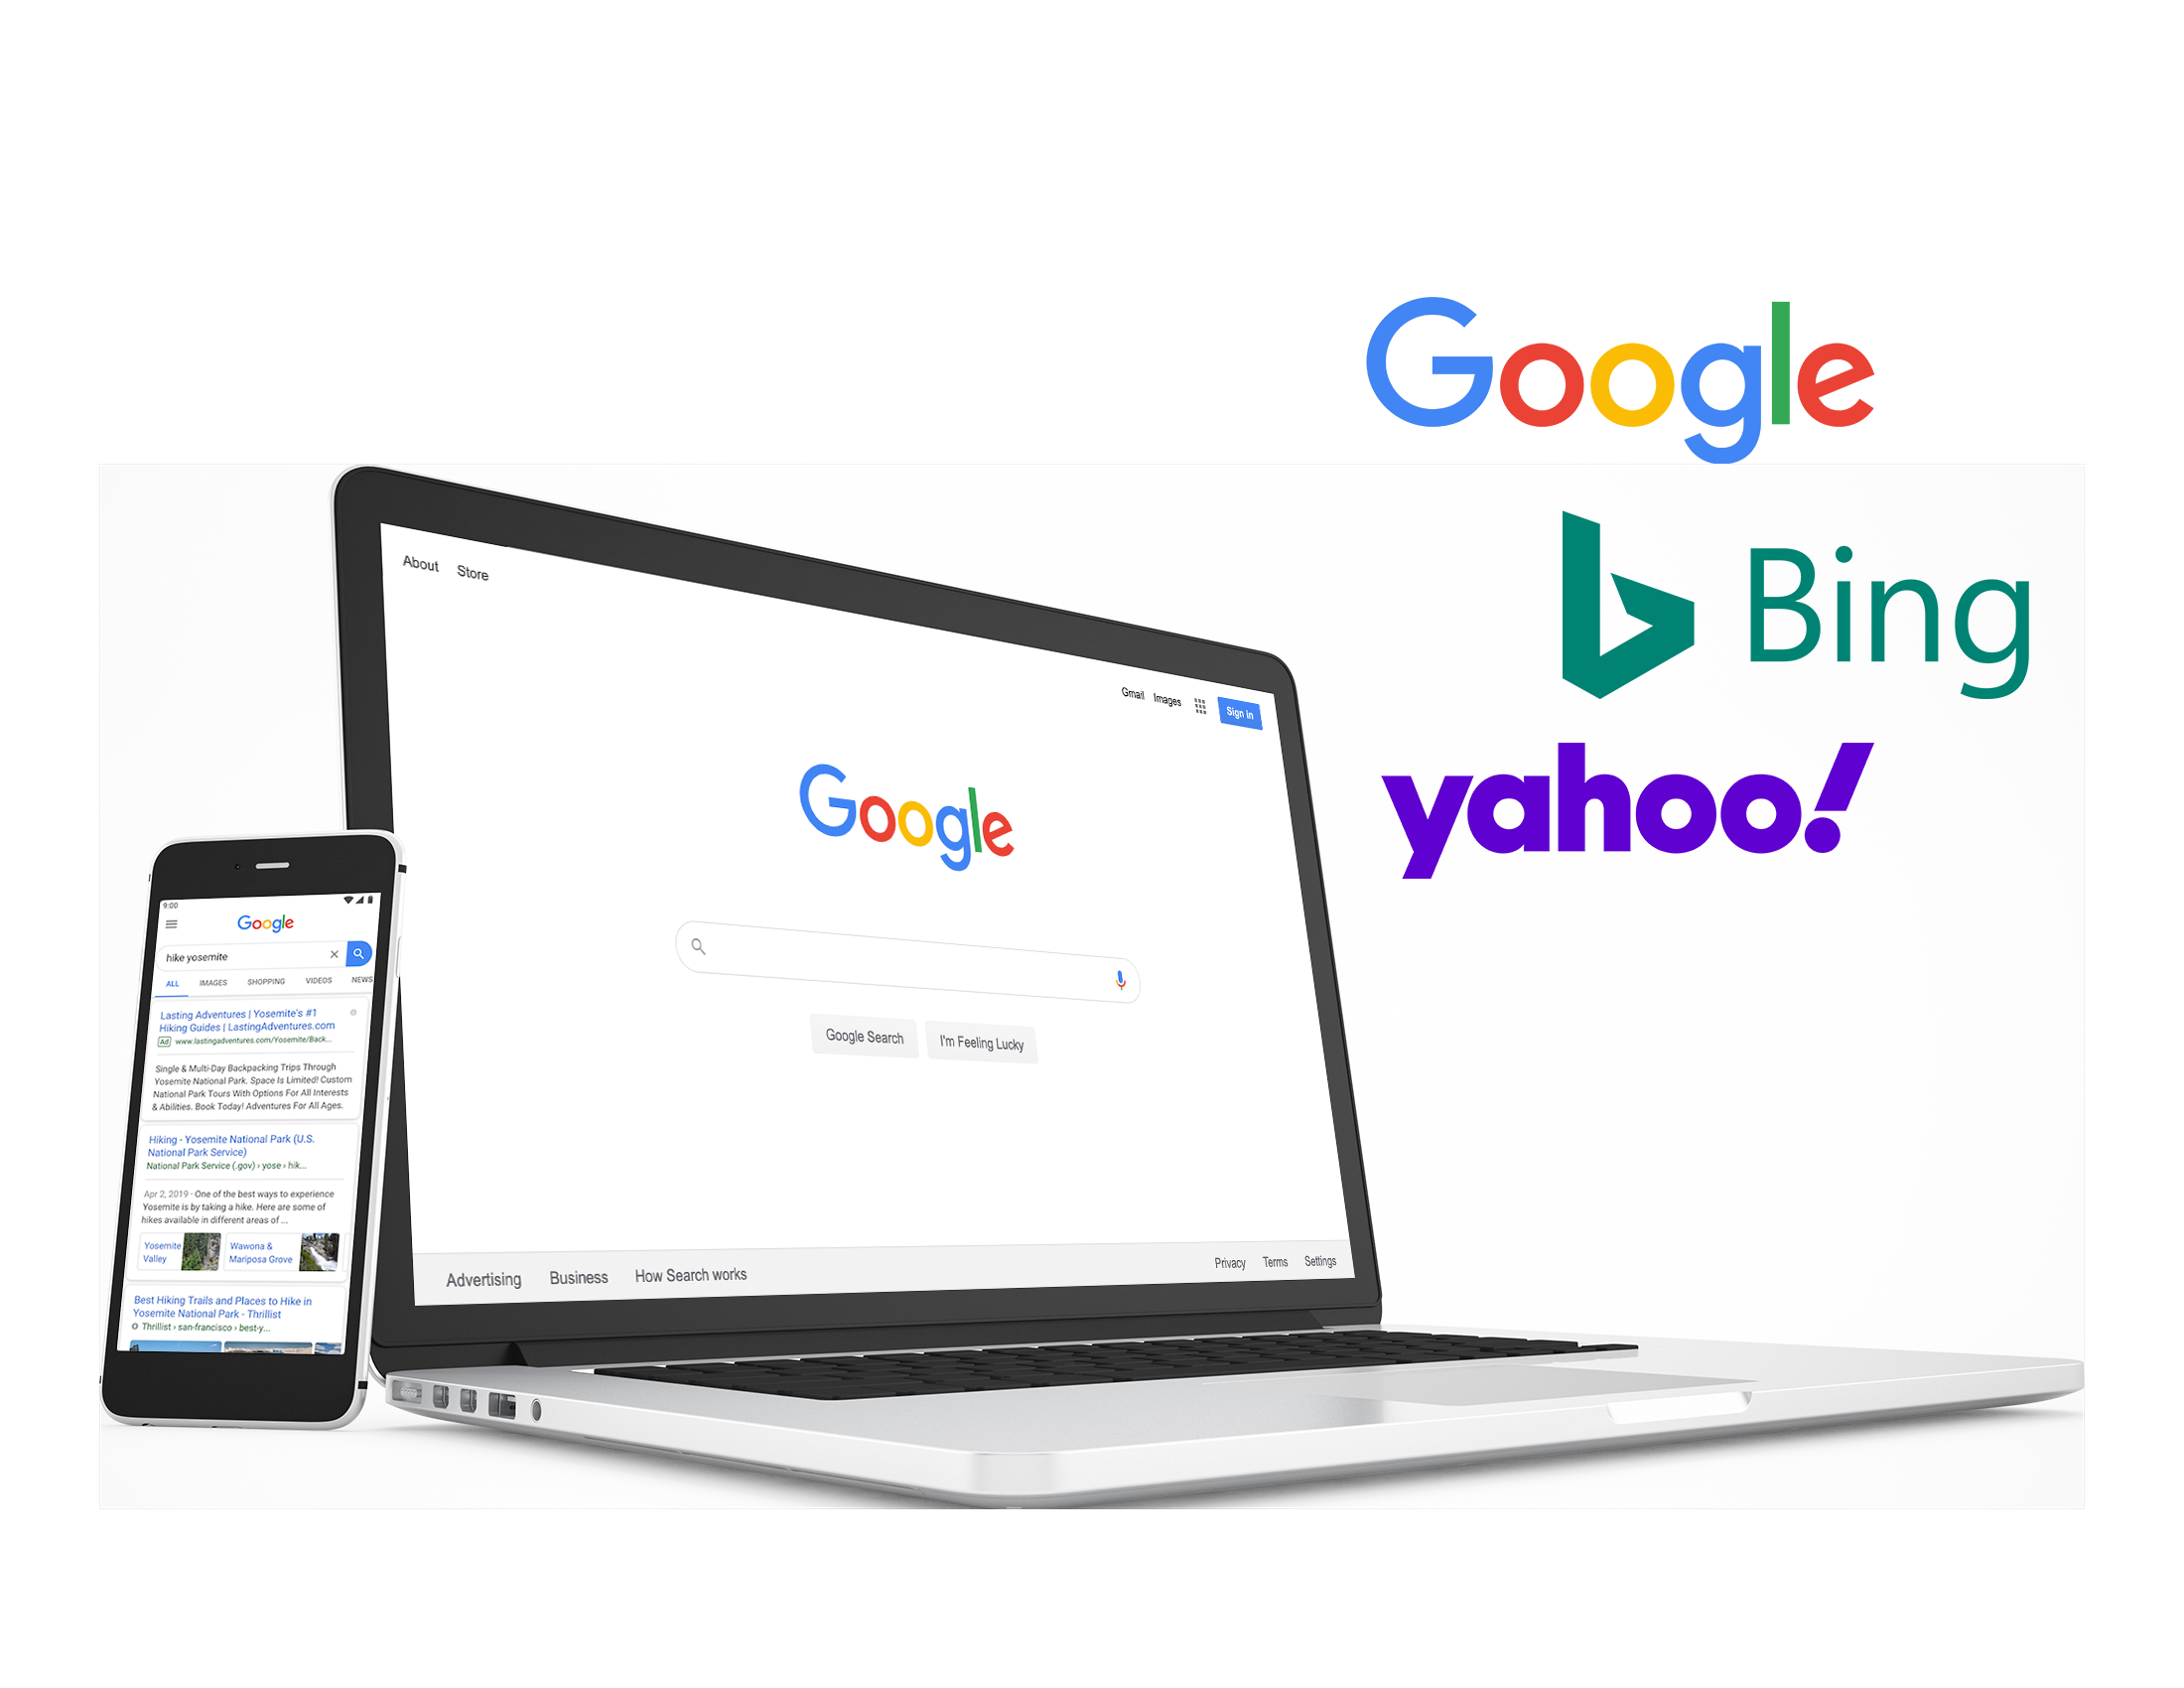 Google
Bing
yahoo!
About Store
Gmail Images Sign in
Google
Google Search I'm Feeling Lucky
Advertising Business How Search works
Privacy Terms Settings
9:00
Google
hike yosemite
ALL IMAGES SHOPPING VIDEOS NEWS
Lasting Adventures | Yosemite's #1
Hiking Guides | LastingAdventures.com
Ad www.lastingadventures.com/Yosemite/Back...
Single & Multi-Day Backpacking Trips Through
Yosemite National Park. Space Is Limited! Custom
National Park Tours With Options For All Interests
& Abilities. Book Today! Adventures For All Ages.
Hiking - Yosemite National Park (U.S.
National Park Service)
National Park Service (.gov) › yose › hik...
Apr 2, 2019 - One of the best ways to experience
Yosemite is by taking a hike. Here are some of
hikes available in different areas of ...
Yosemite
Valley
Wawona &
Mariposa Grove
Best Hiking Trails and Places to Hike in
Yosemite National Park - Thrillist
Thrillist › san-francisco › best-y...